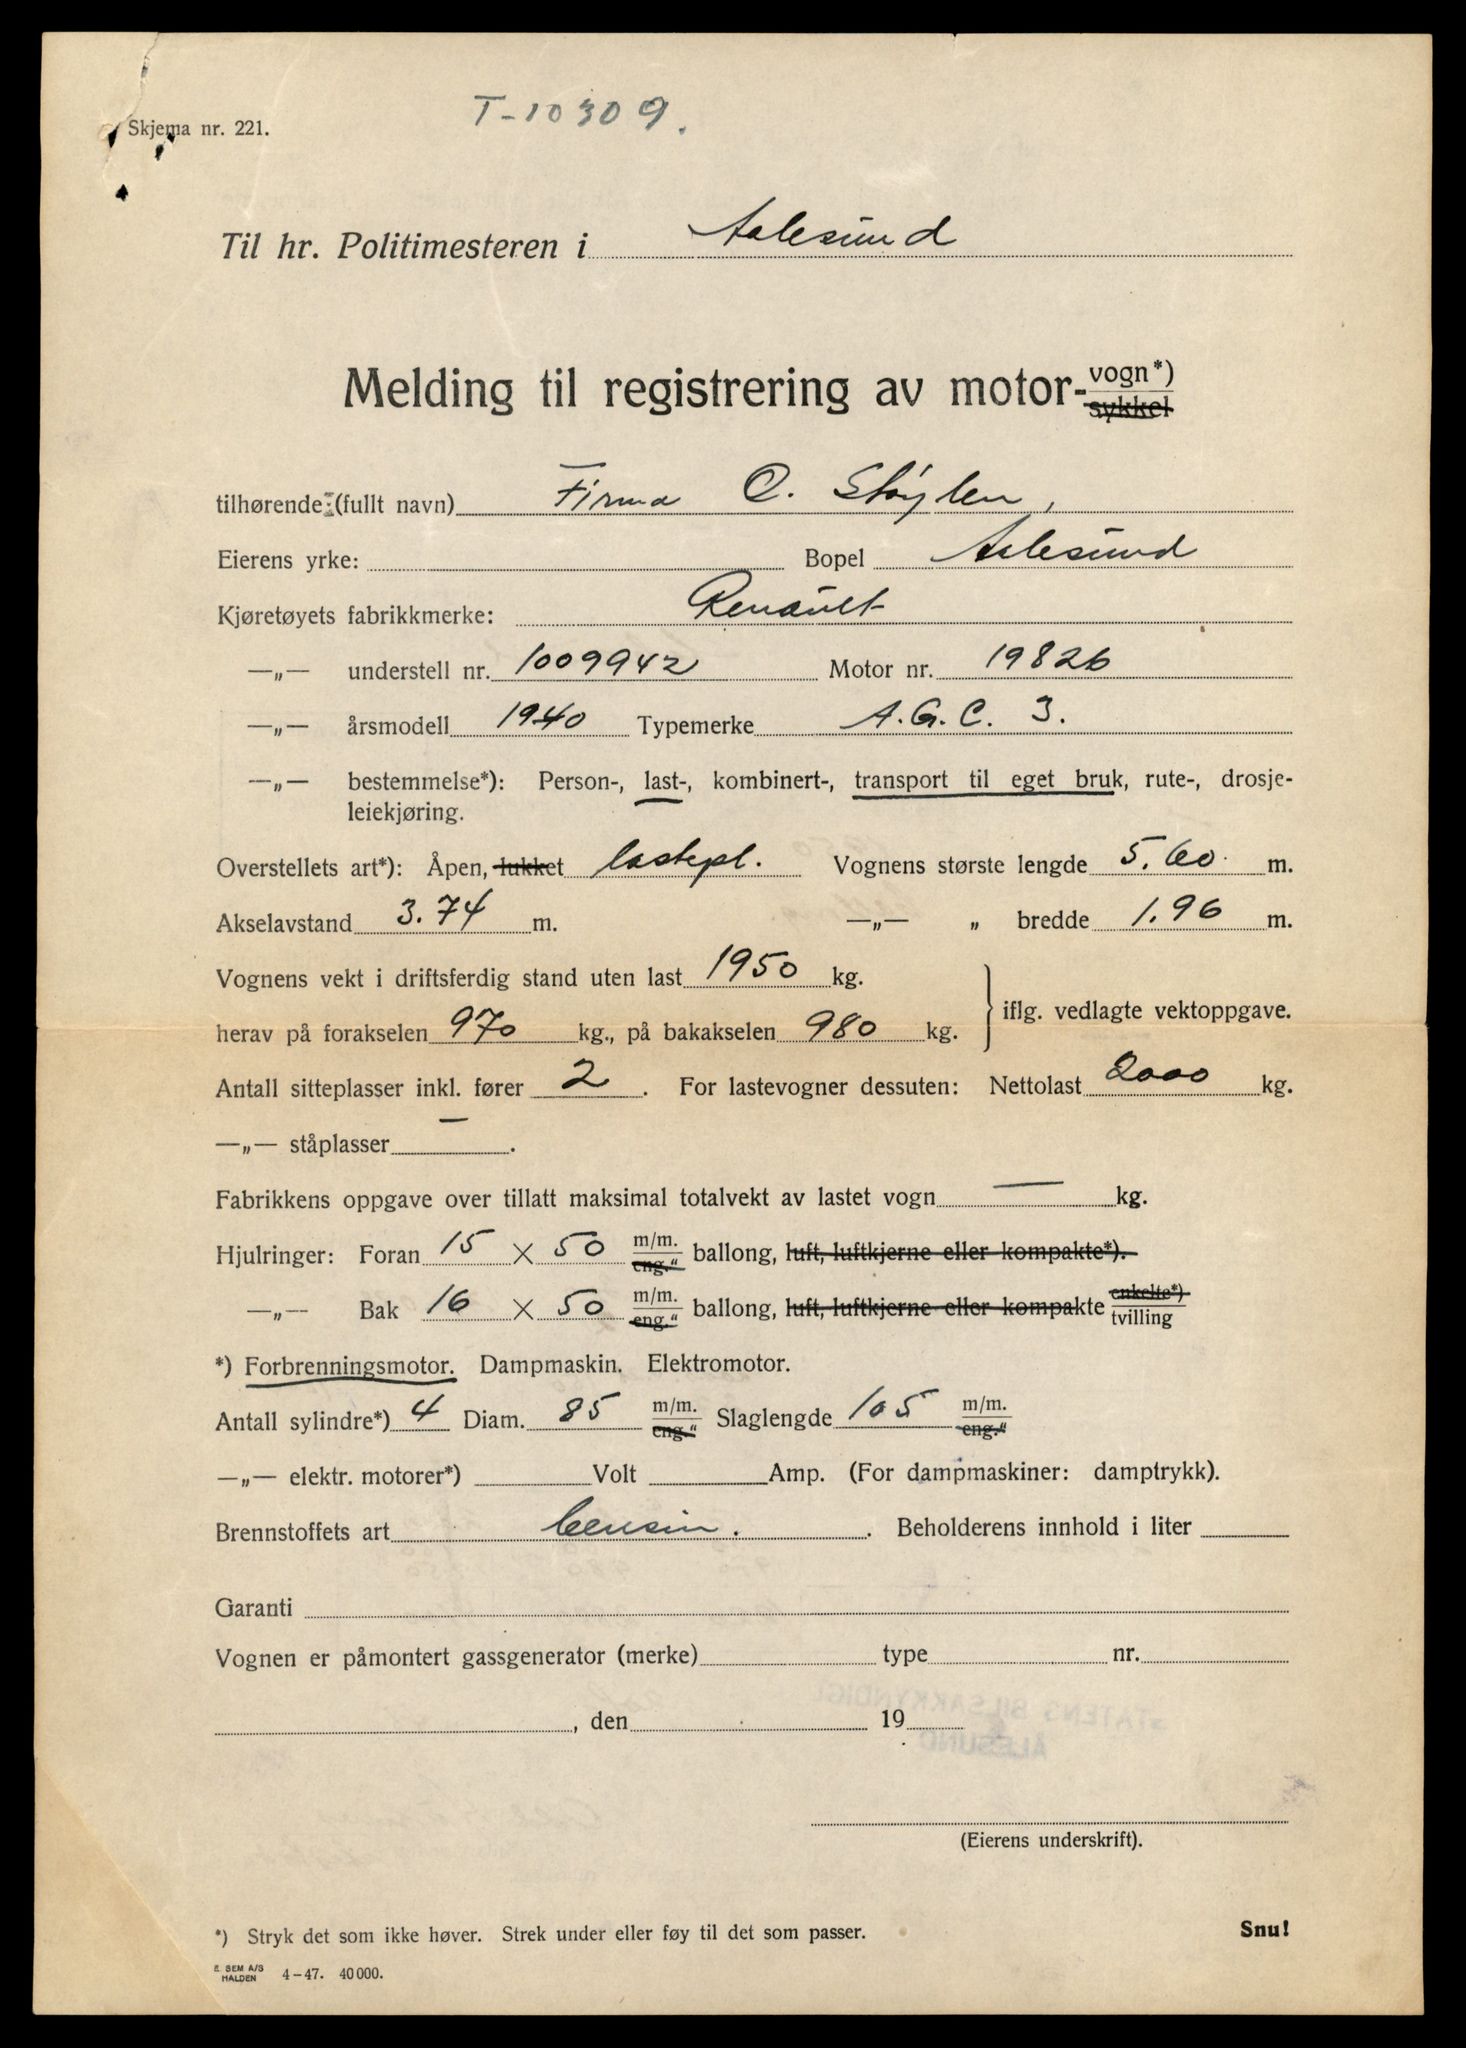 T-10309.
Skjema nr. 221.
Til hr. Politimesteren i Aalesund
Melding til registrering av motor- vogn*)
sykkel
tilhørende: (fullt navn) Firma O. Støylen,
Eierens yrke: Bopel Aalesund
Kjøretøyets fabrikkmerke: Renault
—„— understell nr. 1009942 Motor nr. 19826
—„— årsmodell 1940 Typemerke A.G.C. 3.
—„— bestemmelse*): Person-, last-, kombinert-, transport til eget bruk, rute-, drosje-
leiekjøring.
Overstellets art*): Åpen, lukket lastepl. Vognens største lengde 5.60 m.
Akselavstand 3.74 m. —„— „ bredde 1.96 m.
Vognens vekt i driftsferdig stand uten last 1950 kg.
herav på forakselen 970 kg., på bakakselen 980 kg. iflg. vedlagte vektoppgave.
Antall sitteplasser inkl. fører 2. For lastevogner dessuten: Nettolast 2000 kg.
—„— ståplasser — .
Fabrikkens oppgave over tillatt maksimal totalvekt av lastet vogn — kg.
Hjulringer: Foran 15 × 50 m/m. eng.“ ballong, luft, luftkjerne eller kompakte*).
—„— Bak 16 × 50 m/m. eng.“ ballong, luft, luftkjerne eller kompakte enkelte*) tvilling
*) Forbrenningsmotor. Dampmaskin. Elektromotor.
Antall sylindre*) 4 Diam. 85 m/m. eng.“ Slaglengde 105 m/m. eng.“
—„— elektr. motorer*) Volt Amp. (For dampmaskiner: damptrykk).
Brennstoffets art bensin. . Beholderens innhold i liter
Garanti
Vognen er påmontert gassgenerator (merke) type nr.
, den 19
(Eierens underskrift).
*) Stryk det som ikke høver. Strek under eller føy til det som passer.
Snu!
E. SEM A/S
HALDEN 4-47. 40 000.